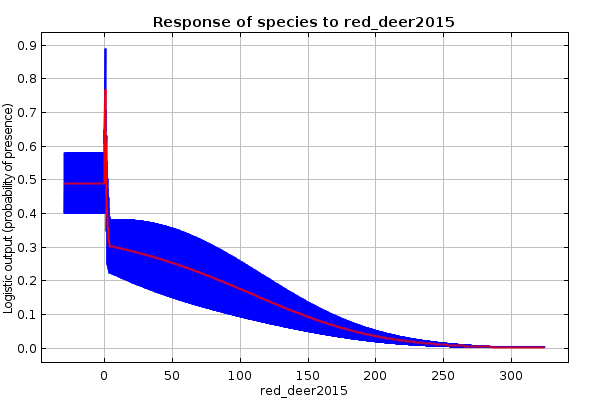 Response of species to red_deer2015
Logistic output (probability of presence)
0.9
0.8
0.7
0.6
0.5
0.4
0.3
0.2
0.1
0.0
0 50 100 150 200 250 300
red_deer2015